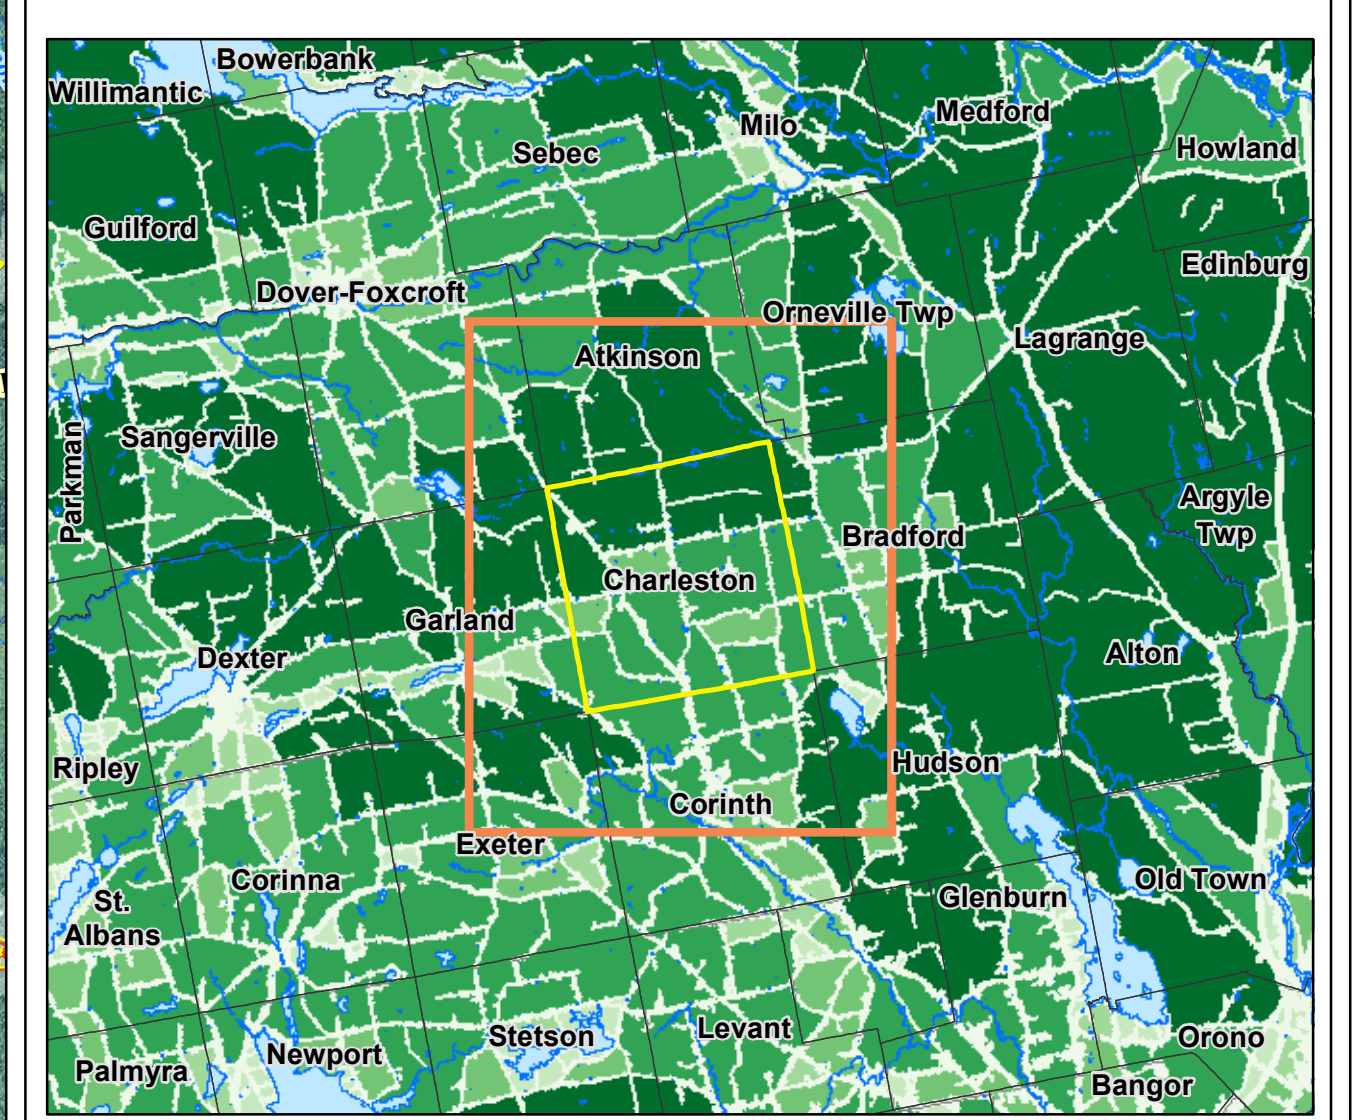 Bowerbank
Willimantic
Medford
Milo
Howland
Sebec
Guilford
Edinburg
Dover-Foxcroft
Orneville Twp
Lagrange
Atkinson
Sangerville
Parkman
Argyle
Twp
Bradford
Charleston
Garland
Dexter
Alton
Ripley
Hudson
Corinth
Exeter
Corinna
Old Town
Glenburn
St.
Albans
Levant
Stetson
Orono
Newport
Palmyra
Bangor